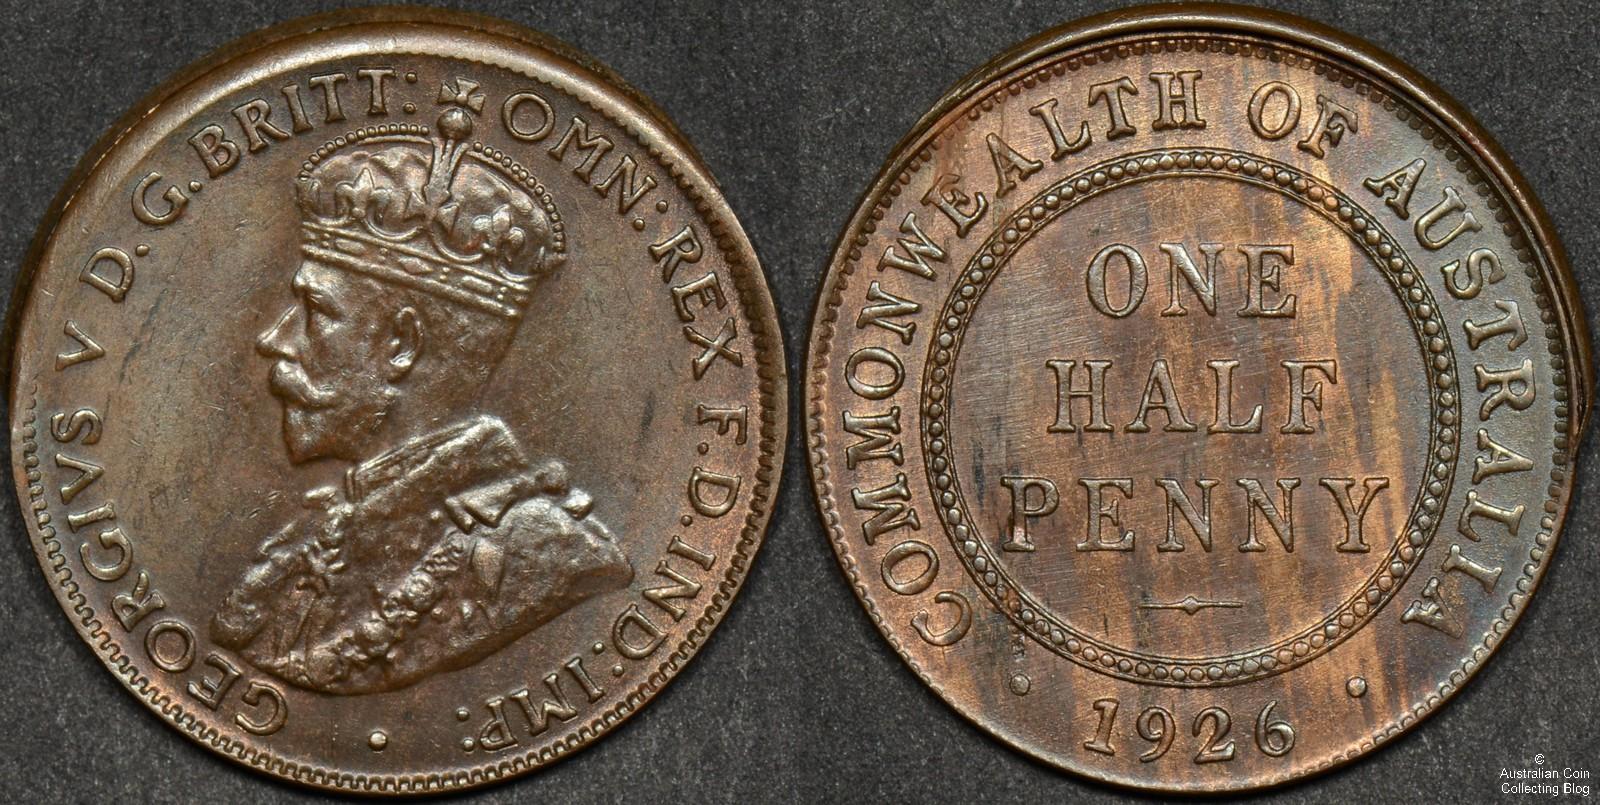 GEORGIVS V D.G.BRITT: OMN: REX F.D.IND:IMP:
COMMONWEALTH OF AUSTRALIA
ONE
HALF
PENNY
1926
©
Australian Coin
Collecting Blog